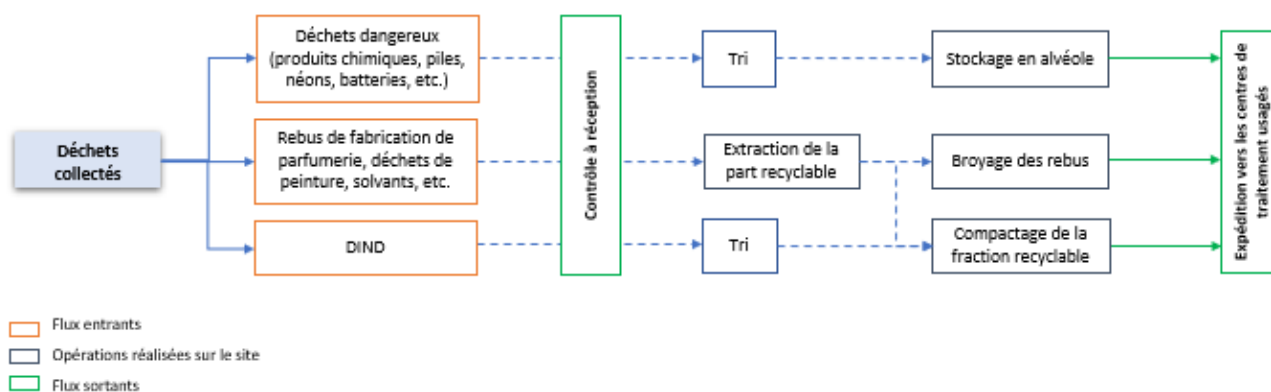 Déchets
collectés
Déchets dangereux
(produits chimiques, piles,
néons, batteries, etc.)
Rebus de fabrication de
parfumerie, déchets de
peinture, solvants, etc.
DIND
Contrôle à réception
Tri
Extraction de la
part recyclable
Tri
Stockage en alvéole
Broyage des rebus
Compactage de la
fraction recyclable
Expédition vers les centres de
traitement usagés
Flux entrants
Opérations réalisées sur le site
Flux sortants